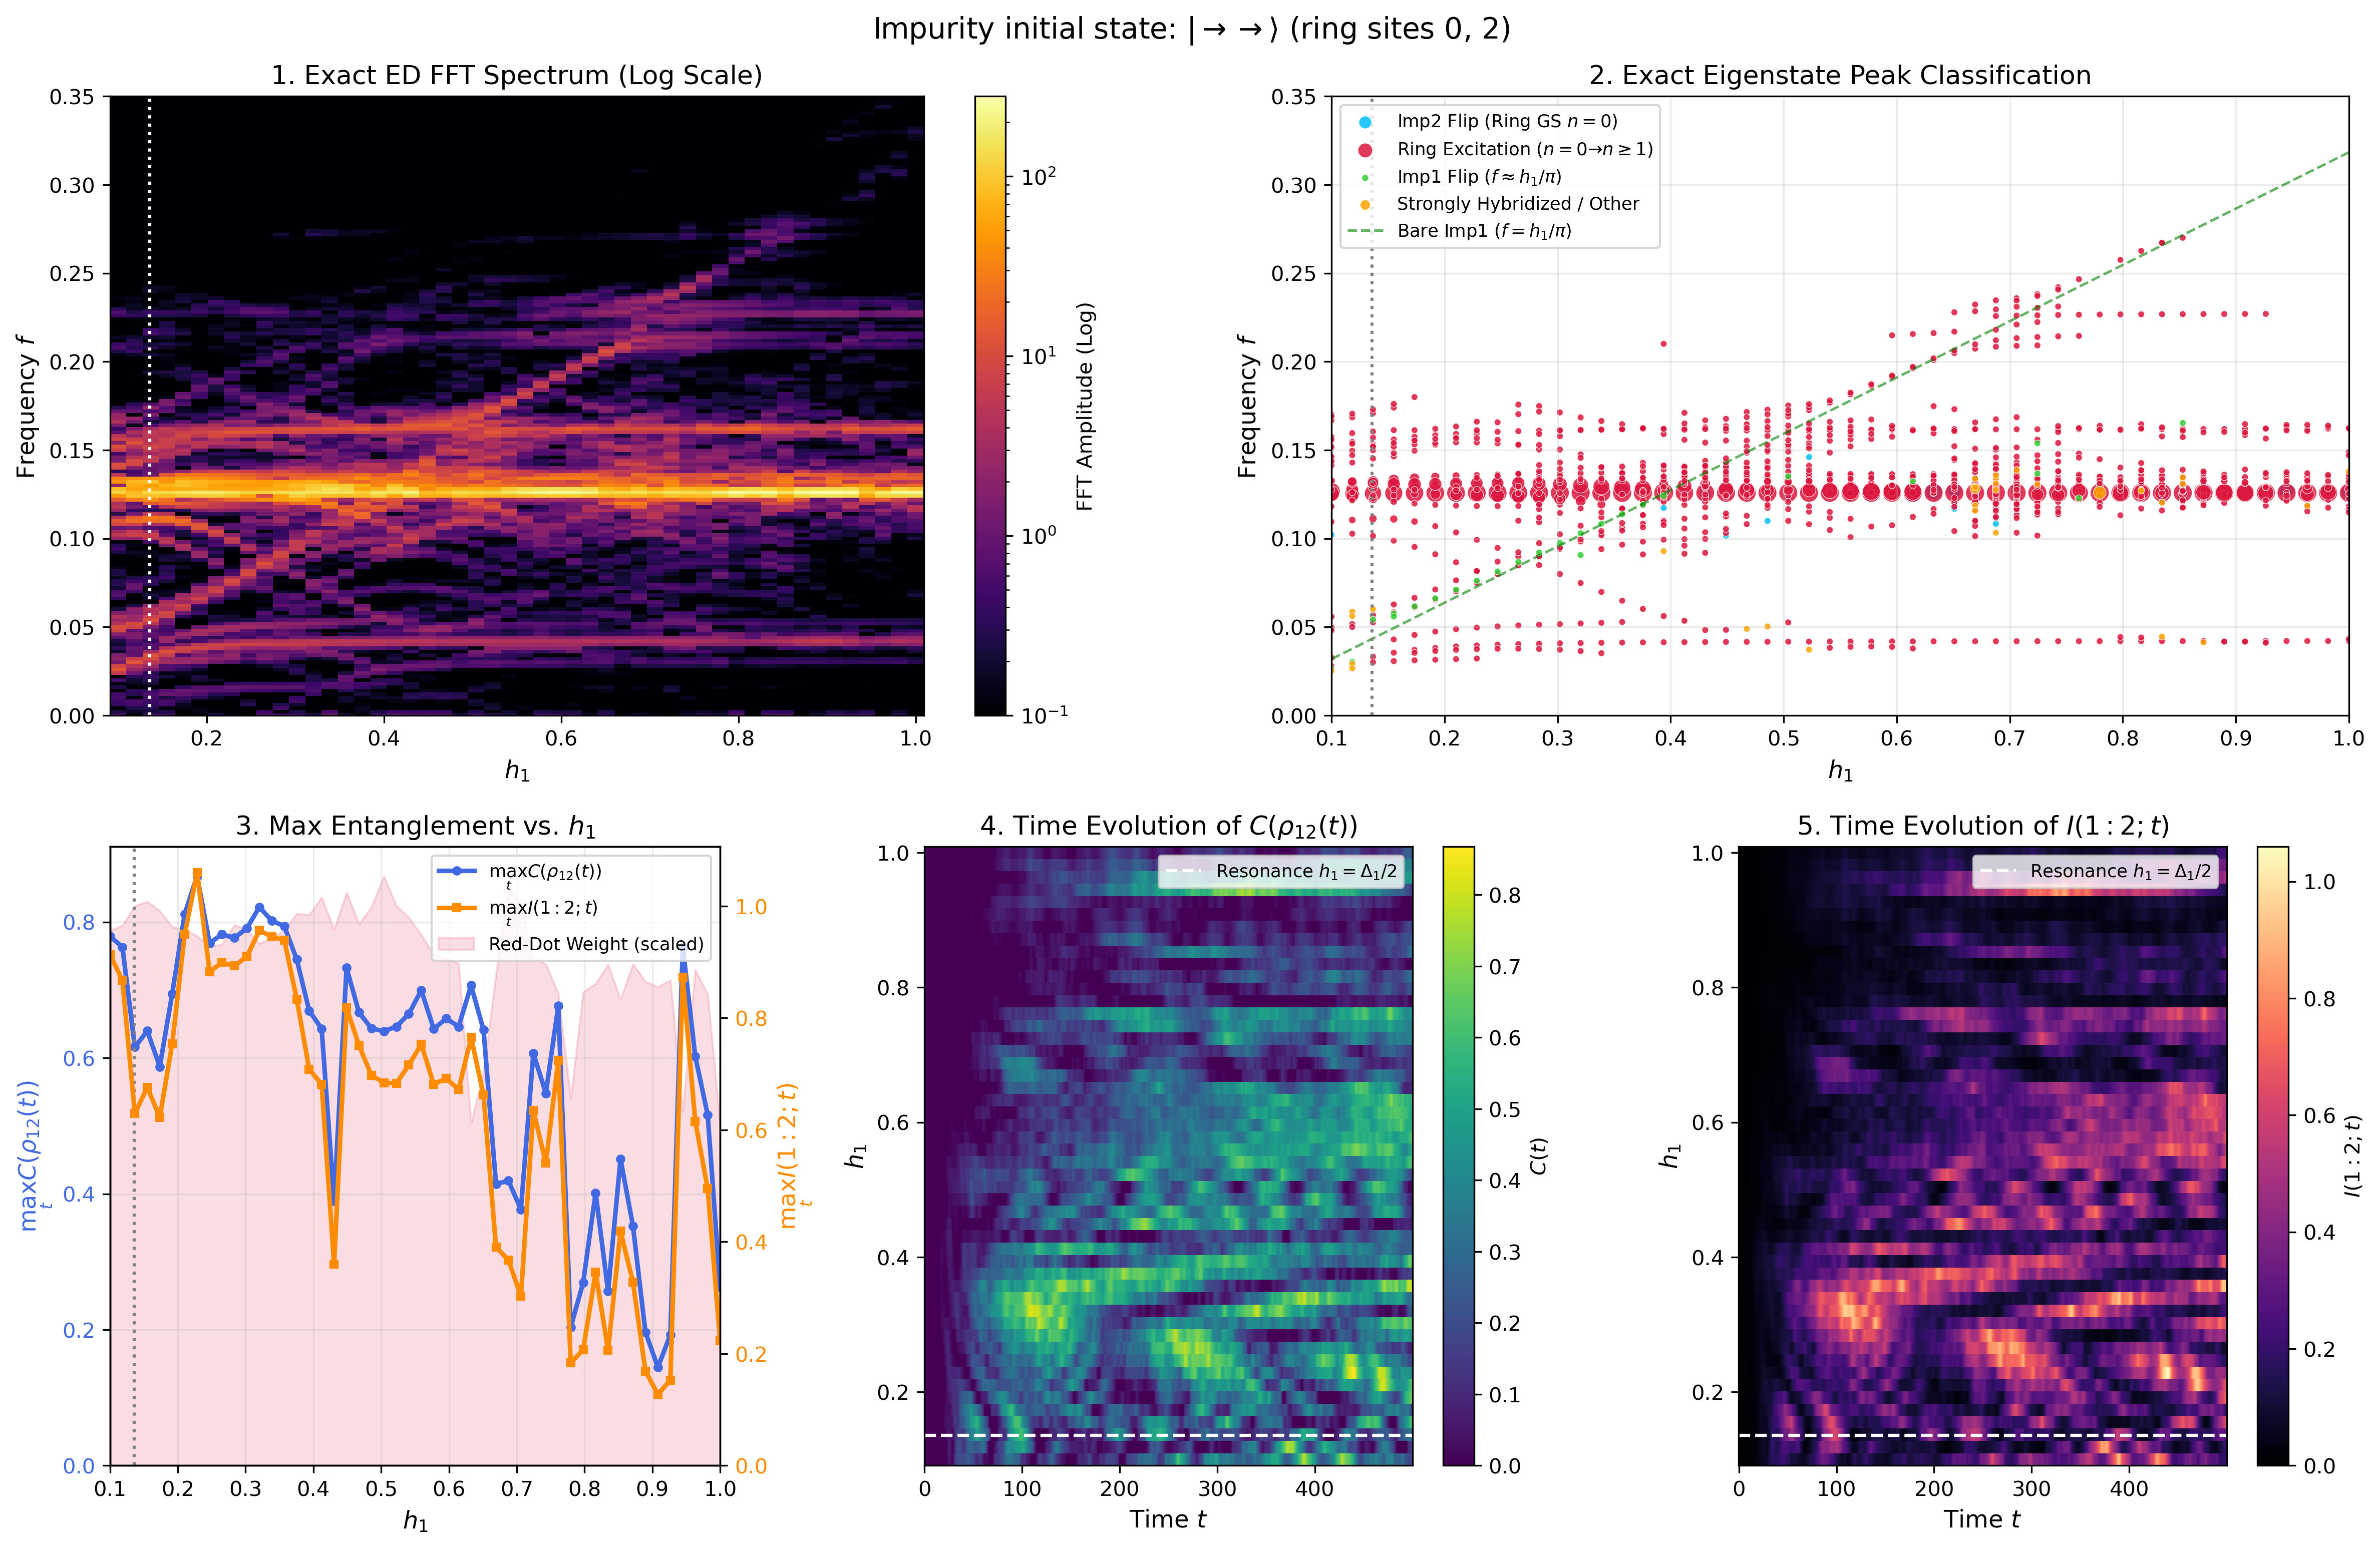 Impurity initial state: |→→⟩ (ring sites 0, 2)
1. Exact ED FFT Spectrum (Log Scale)
Frequency f
0.35
0.30
0.25
0.20
0.15
0.10
0.05
0.00
0.2
0.4
0.6
0.8
1.0
h₁
10²
10¹
10⁰
10⁻¹
FFT Amplitude (Log)
2. Exact Eigenstate Peak Classification
Imp2 Flip (Ring GS n = 0)
Ring Excitation (n = 0→n ≥ 1)
Imp1 Flip (f ≈ h₁/π)
Strongly Hybridized / Other
Bare Imp1 (f = h₁/π)
Frequency f
0.35
0.30
0.25
0.20
0.15
0.10
0.05
0.00
0.1
0.2
0.3
0.4
0.5
0.6
0.7
0.8
0.9
1.0
h₁
3. Max Entanglement vs. h₁
max C(ρ₁₂(t))
t
max I(1 : 2; t)
t
Red-Dot Weight (scaled)
max C(ρ₁₂(t))
t
0.8
0.6
0.4
0.2
0.0
0.1
0.2
0.3
0.4
0.5
0.6
0.7
0.8
0.9
1.0
h₁
1.0
0.8
0.6
0.4
0.2
0.0
max I(1 : 2; t)
t
4. Time Evolution of C(ρ₁₂(t))
Resonance h₁ = Δ₁/2
h₁
1.0
0.8
0.6
0.4
0.2
0
100
200
300
400
Time t
0.8
0.7
0.6
0.5
0.4
0.3
0.2
0.1
0.0
C(t)
5. Time Evolution of I(1 : 2; t)
Resonance h₁ = Δ₁/2
h₁
1.0
0.8
0.6
0.4
0.2
0
100
200
300
400
Time t
1.0
0.8
0.6
0.4
0.2
0.0
I(1 : 2; t)